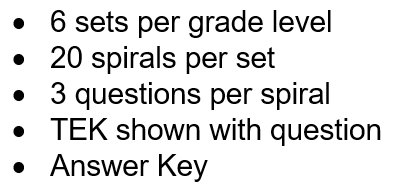 • 6 sets per grade level
• 20 spirals per set
• 3 questions per spiral
• TEK shown with question
• Answer Key